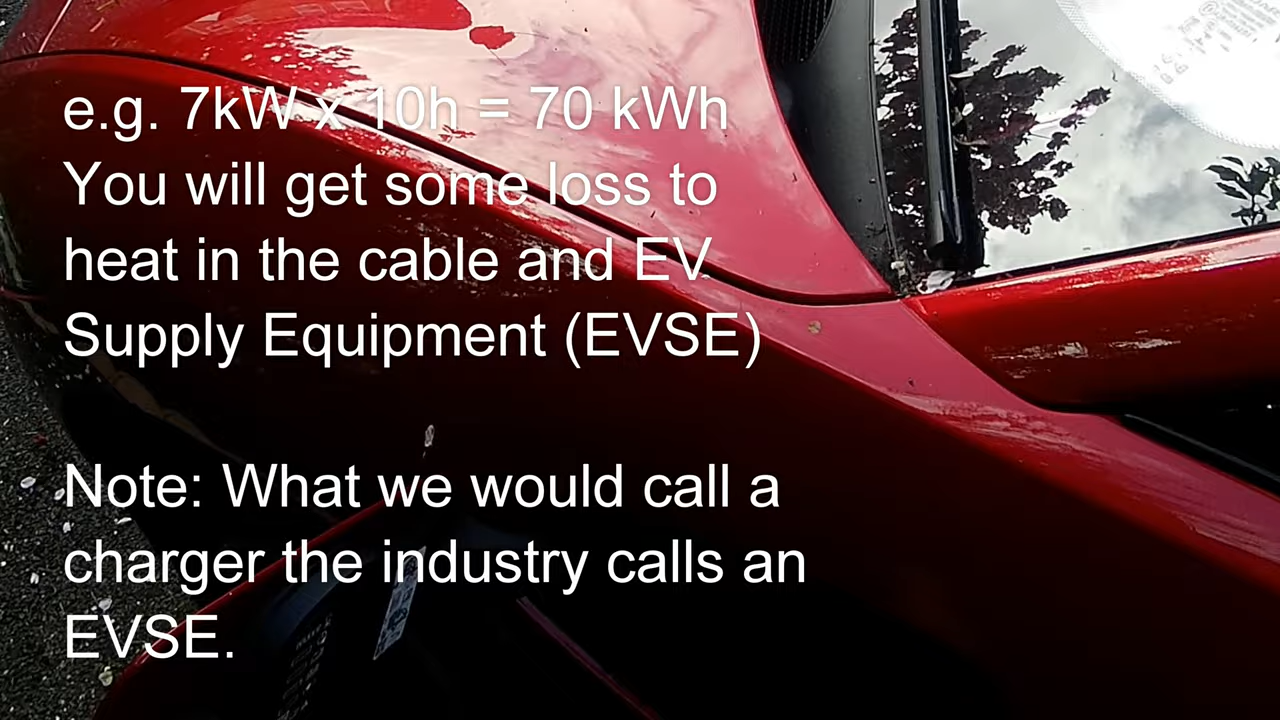 e.g. 7kW x 10h = 70 kWh
You will get some loss to
heat in the cable and EV
Supply Equipment (EVSE)
Note: What we would call a
charger the industry calls an
EVSE.